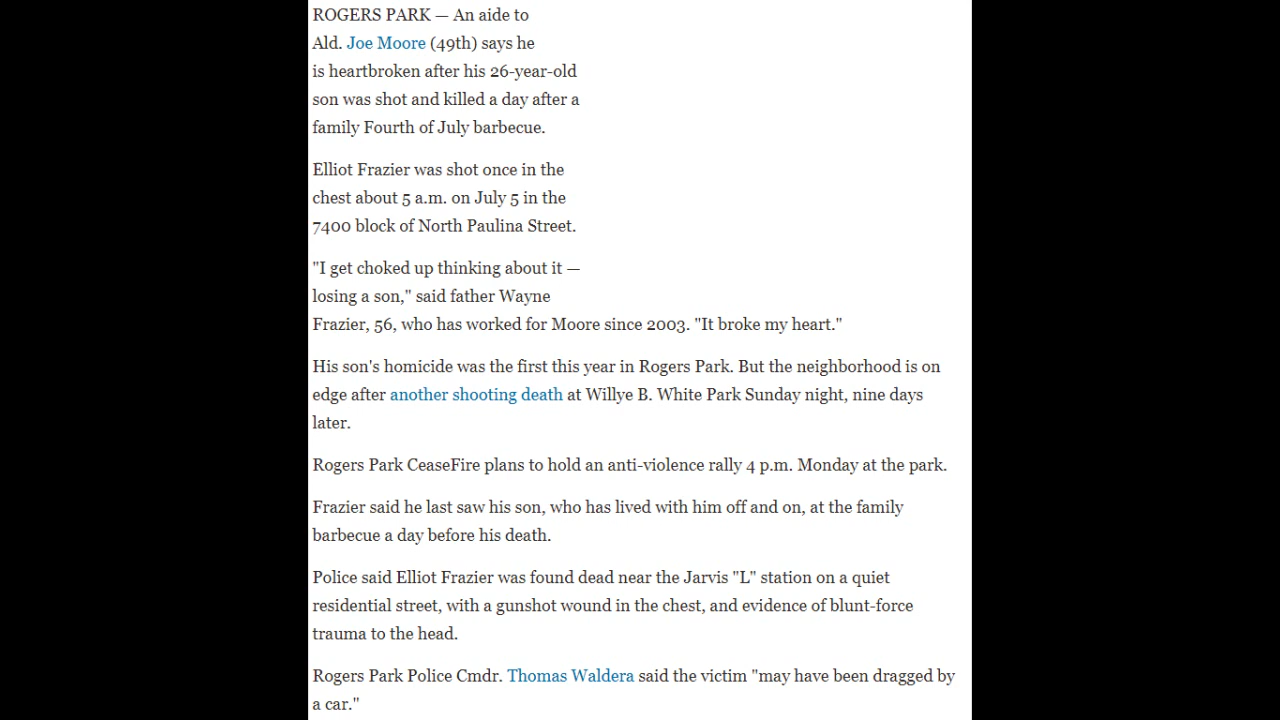 ROGERS PARK — An aide to
Ald. Joe Moore (49th) says he
is heartbroken after his 26-year-old
son was shot and killed a day after a
family Fourth of July barbecue.
Elliot Frazier was shot once in the
chest about 5 a.m. on July 5 in the
7400 block of North Paulina Street.
"I get choked up thinking about it —
losing a son," said father Wayne
Frazier, 56, who has worked for Moore since 2003. "It broke my heart."
His son's homicide was the first this year in Rogers Park. But the neighborhood is on
edge after another shooting death at Willye B. White Park Sunday night, nine days
later.
Rogers Park CeaseFire plans to hold an anti-violence rally 4 p.m. Monday at the park.
Frazier said he last saw his son, who has lived with him off and on, at the family
barbecue a day before his death.
Police said Elliot Frazier was found dead near the Jarvis "L" station on a quiet
residential street, with a gunshot wound in the chest, and evidence of blunt-force
trauma to the head.
Rogers Park Police Cmdr. Thomas Waldera said the victim "may have been dragged by
a car."